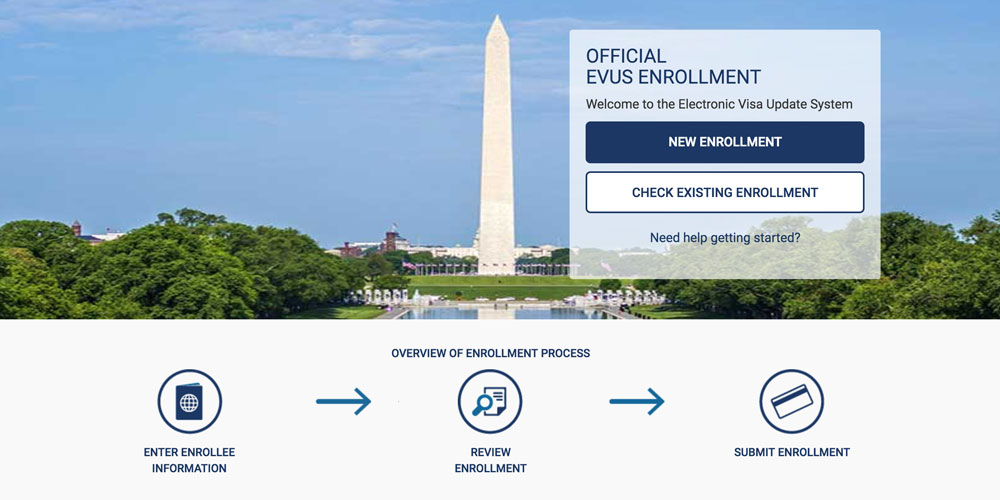 OFFICIAL
EVUS ENROLLMENT
Welcome to the Electronic Visa Update System
NEW ENROLLMENT
CHECK EXISTING ENROLLMENT
Need help getting started?
OVERVIEW OF ENROLLMENT PROCESS
ENTER ENROLLEE
INFORMATION
REVIEW
ENROLLMENT
SUBMIT ENROLLMENT